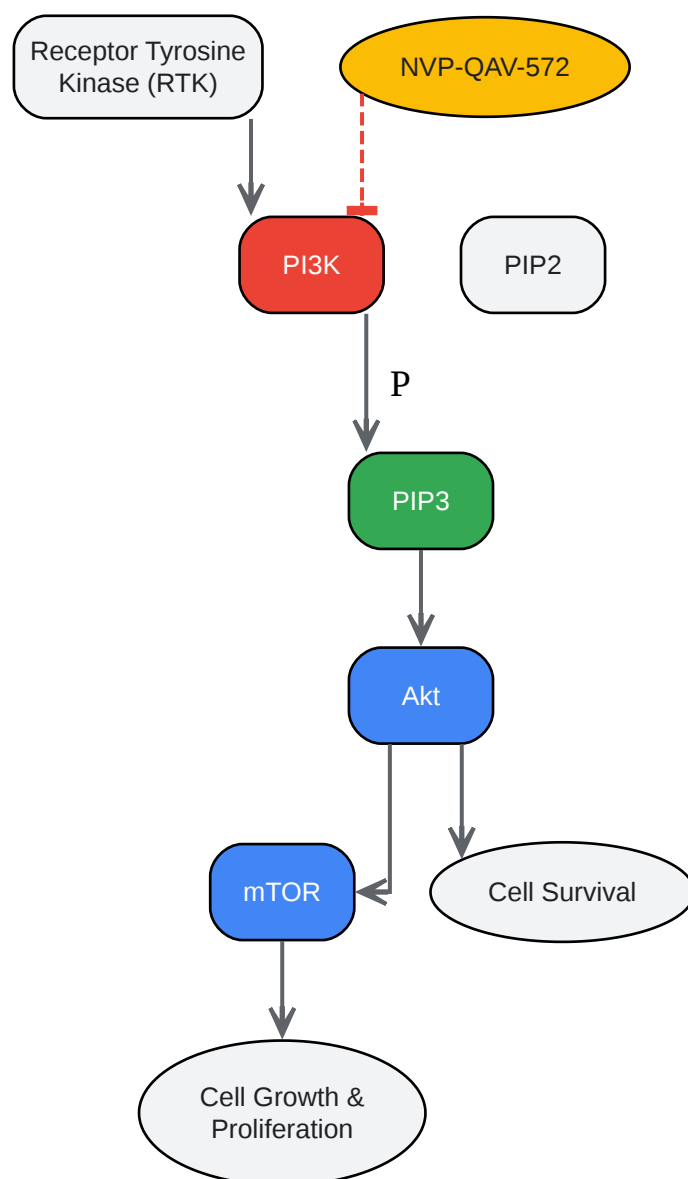 Receptor Tyrosine
Kinase (RTK)
NVP-QAV-572
PI3K
PIP2
P
PIP3
Akt
mTOR
Cell Survival
Cell Growth &
Proliferation